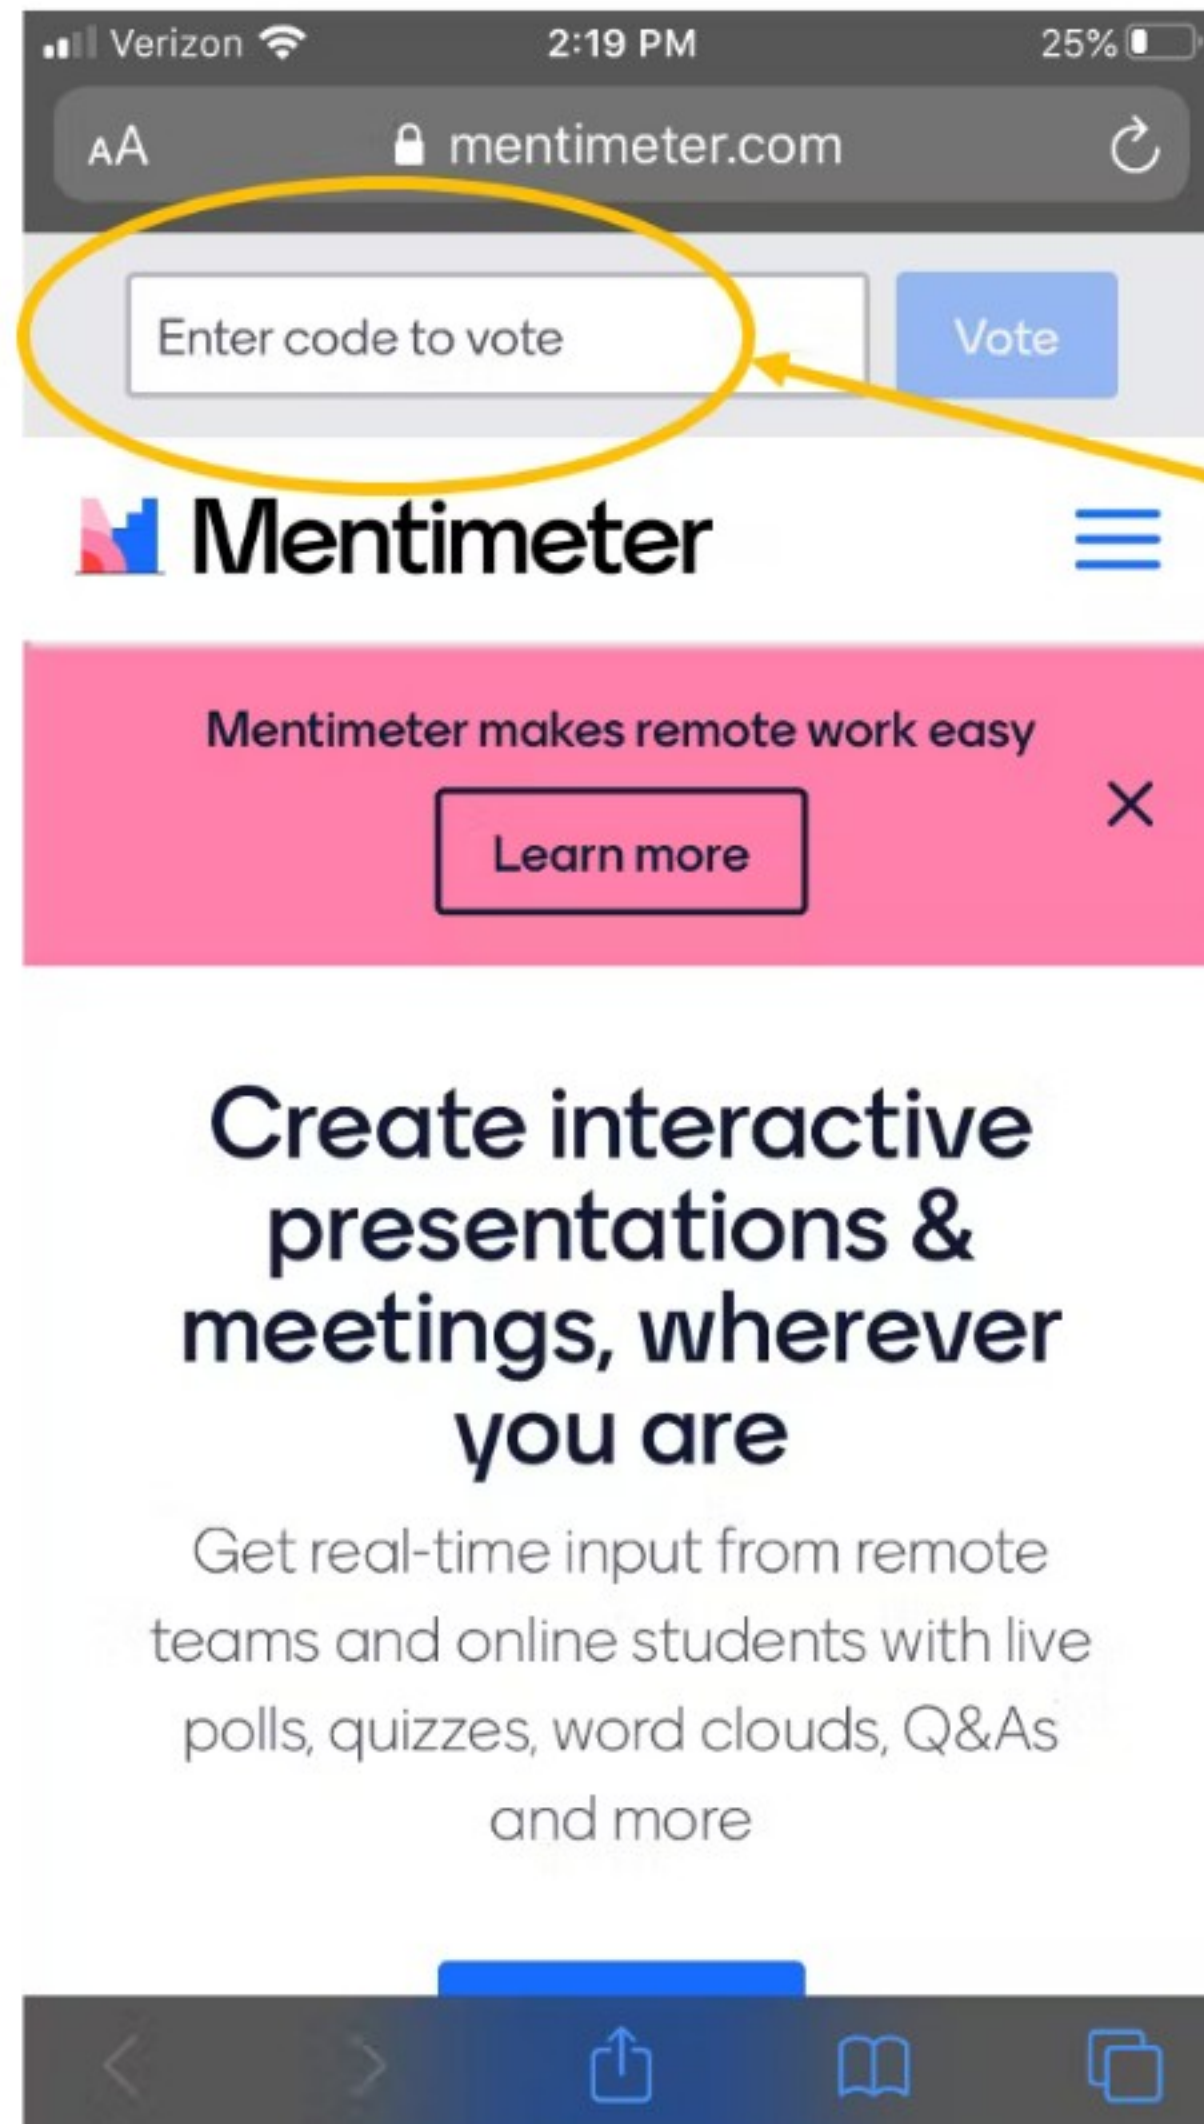 Verizon 2:19 PM 25%
AA mentimeter.com
Enter code to vote Vote
Mentimeter
Mentimeter makes remote work easy
Learn more
Create interactive
presentations &
meetings, wherever
you are
Get real-time input from remote
teams and online students with live
polls, quizzes, word clouds, Q&As
and more